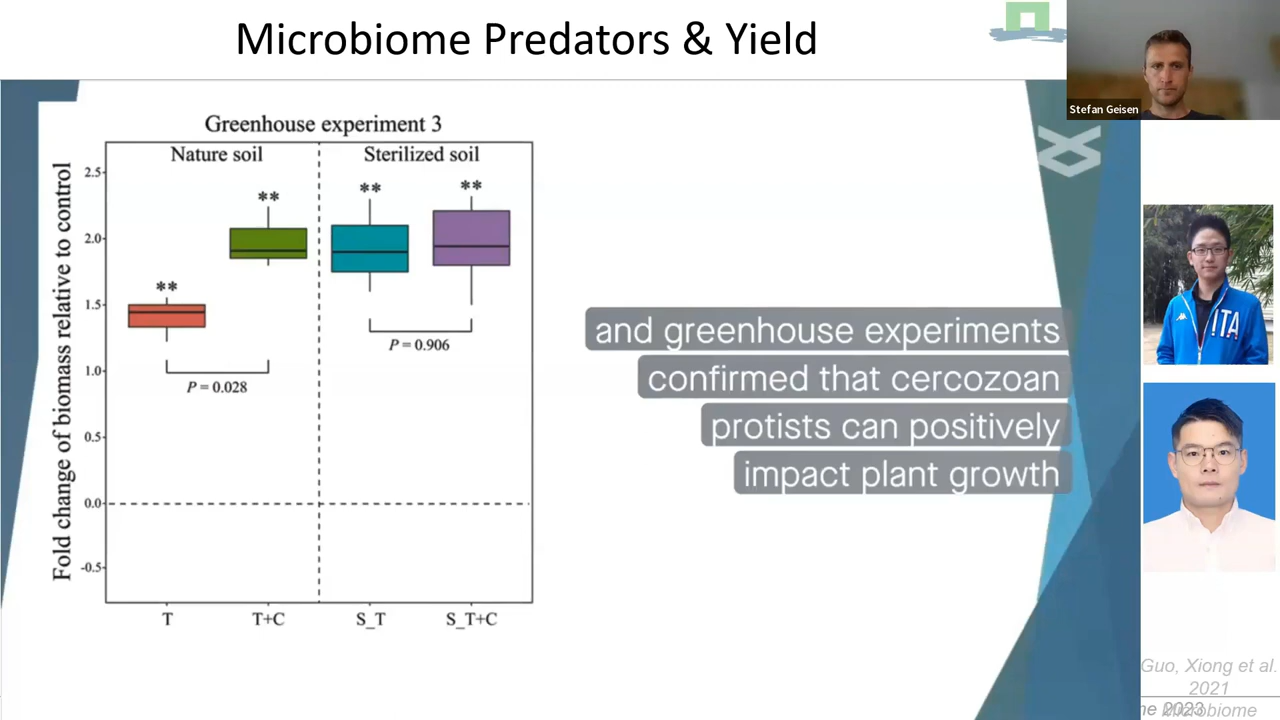 Microbiome Predators & Yield
Stefan Geisen
Greenhouse experiment 3
Nature soil
Sterilized soil
Fold change of biomass relative to control
2.5
2.0
1.5
1.0
0.5
0.0
-0.5
**
**
**
**
P = 0.028
P = 0.906
T
T+C
S_T
S_T+C
and greenhouse experiments
confirmed that cercozoan
protists can positively
impact plant growth
ITA
Guo, Xiong et al.
2021
Microbiome
2023